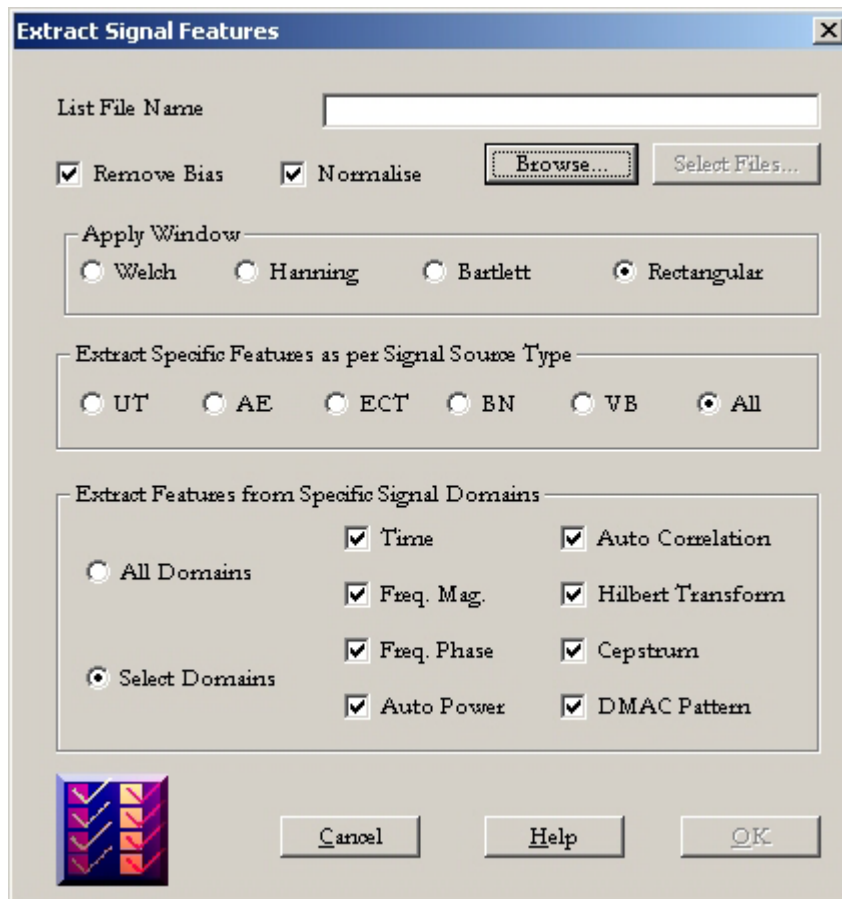 Extract Signal Features
List File Name
Remove Bias Normalise Browse... Select Files...
Apply Window
Welch Hanning Bartlett Rectangular
Extract Specific Features as per Signal Source Type
UT AE ECT BN VB All
Extract Features from Specific Signal Domains
Time Auto Correlation
All Domains
Freq. Mag. Hilbert Transform
Freq. Phase Cepstrum
Select Domains
Auto Power DMAC Pattern
Cancel Help OK